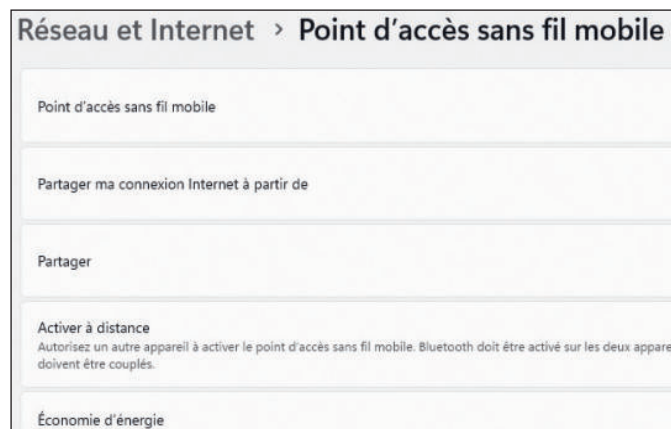 Réseau et Internet > Point d’accès sans fil mobile
Point d’accès sans fil mobile
Partager ma connexion Internet à partir de
Partager
Activer à distance
Autorisez un autre appareil à activer le point d’accès sans fil mobile. Bluetooth doit être activé sur les deux appare
doivent être couplés.
Économie d’énergie